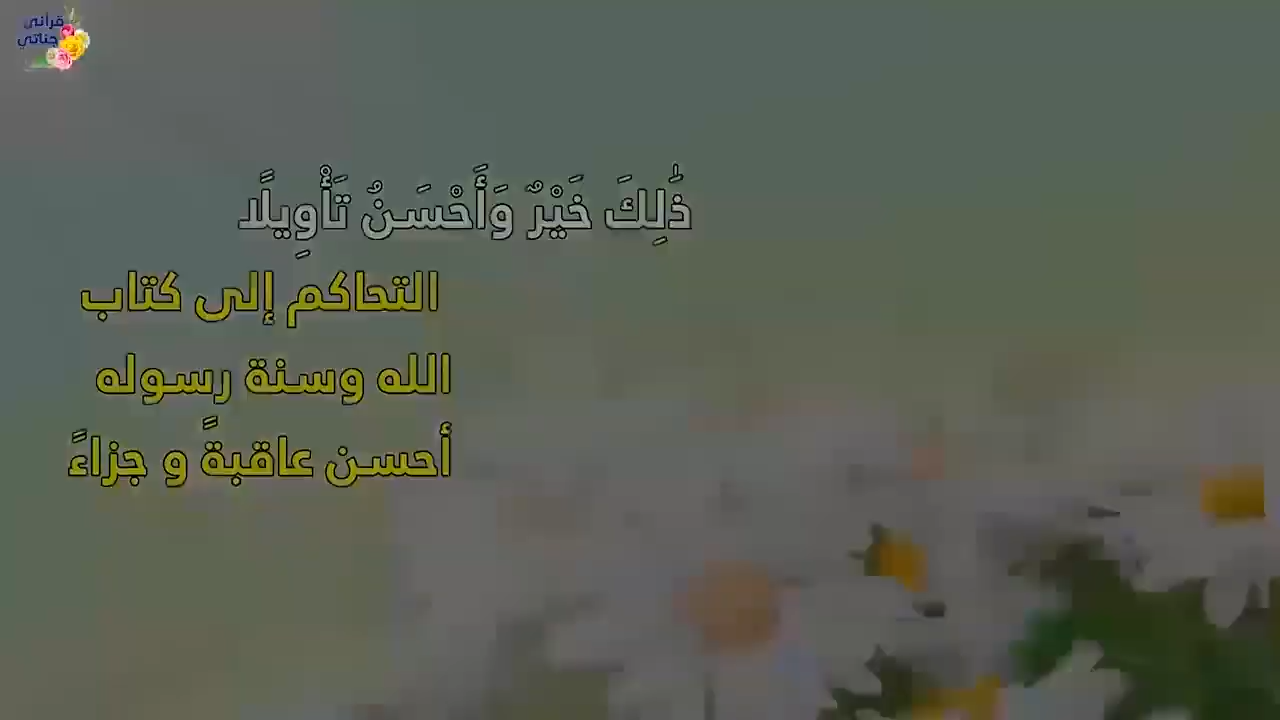 قرآني
جناتي
ذَٰلِكَ خَيْرٌ وَأَحْسَنُ تَأْوِيلًا
التحاكم إلى كتاب
الله وسنة رسوله
أحسن عاقبةً و جزاءً